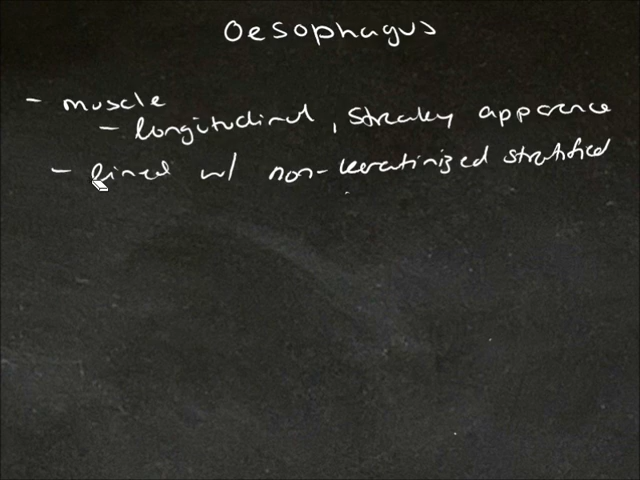 Oesophagus
- muscle
- longitudinal, streaky apperence
- lined w/ non-keratinized stratified